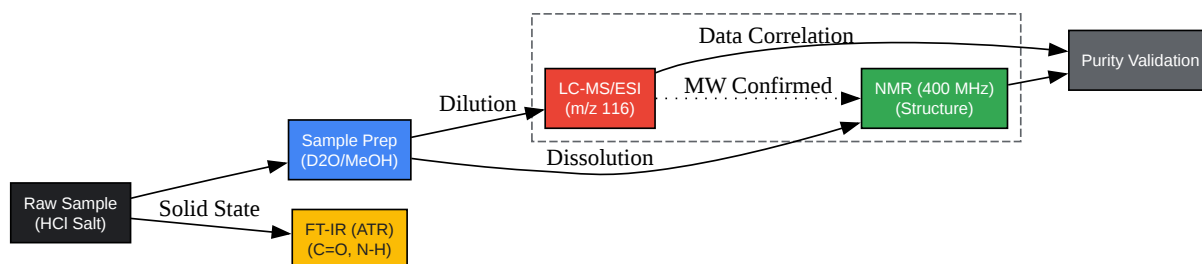 Data Correlation
LC-MS/ESI
(m/z 116)
MW Confirmed
NMR (400 MHz)
(Structure)
Purity Validation
Dilution
Sample Prep
(D2O/MeOH)
Dissolution
Raw Sample
(HCl Salt)
Solid State
FT-IR (ATR)
(C=O, N-H)